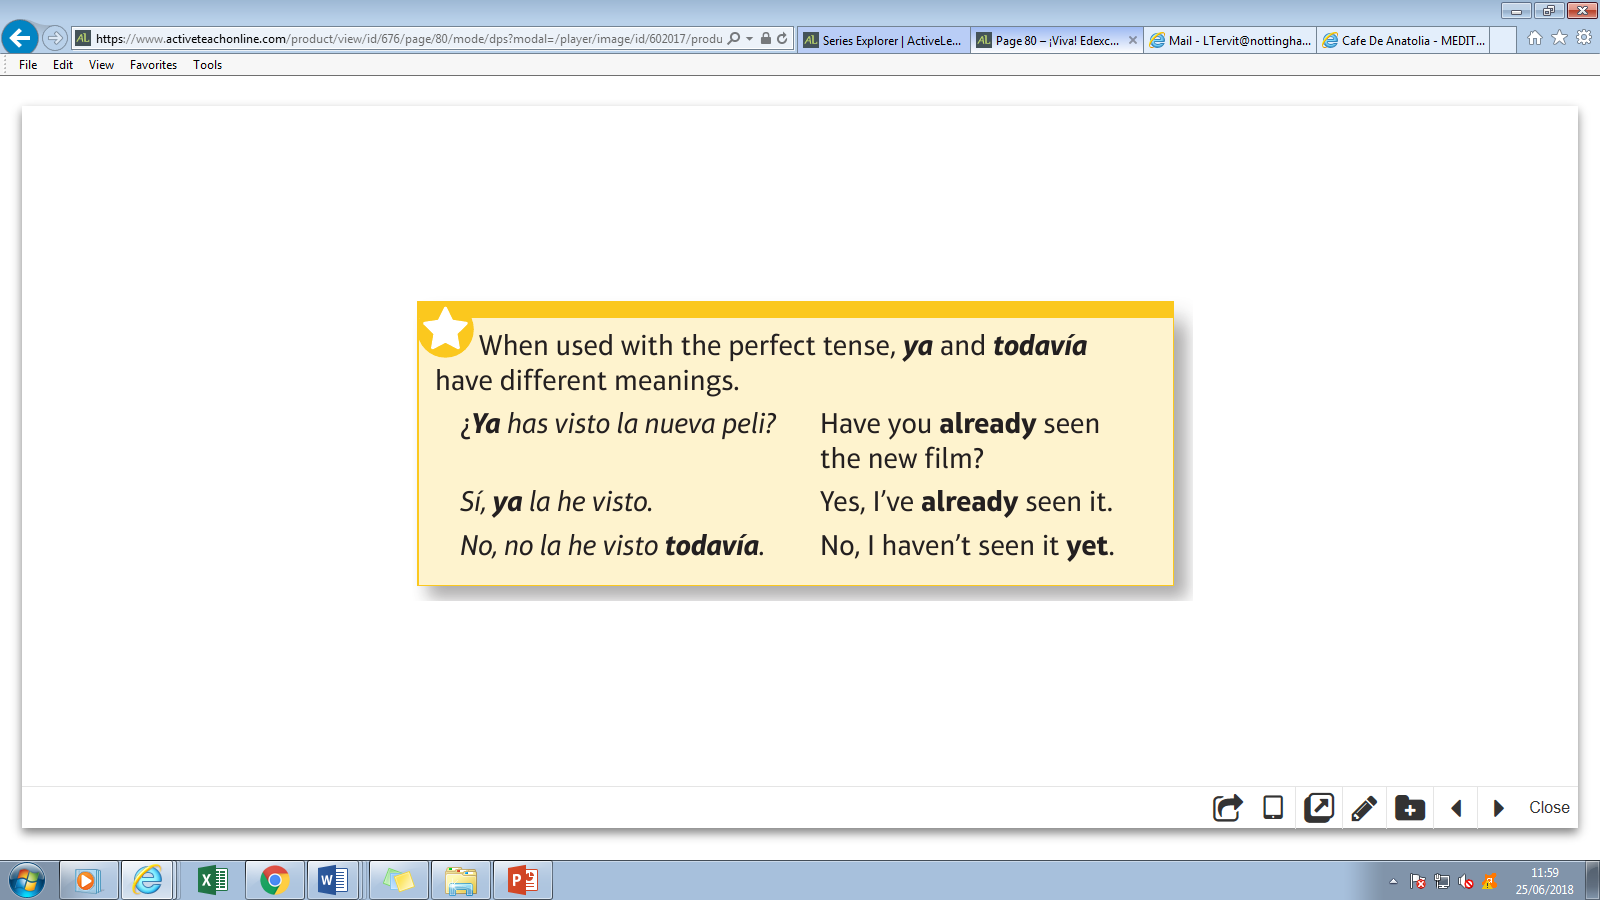 https://www.activeteachonline.com/product/view/id/676/page/80/mode/dps?modal=/player/image/id/602017/produ
AL Series Explorer | ActiveLe...
AL Page 80 – ¡Viva! Edexc...
Mail - LTervit@nottingha...
Cafe De Anatolia - MEDIT...
File Edit View Favorites Tools
When used with the perfect tense, ya and todavía
have different meanings.
¿Ya has visto la nueva peli? Have you already seen
the new film?
Sí, ya la he visto. Yes, I've already seen it.
No, no la he visto todavía. No, I haven't seen it yet.
Close
11:59
25/06/2018